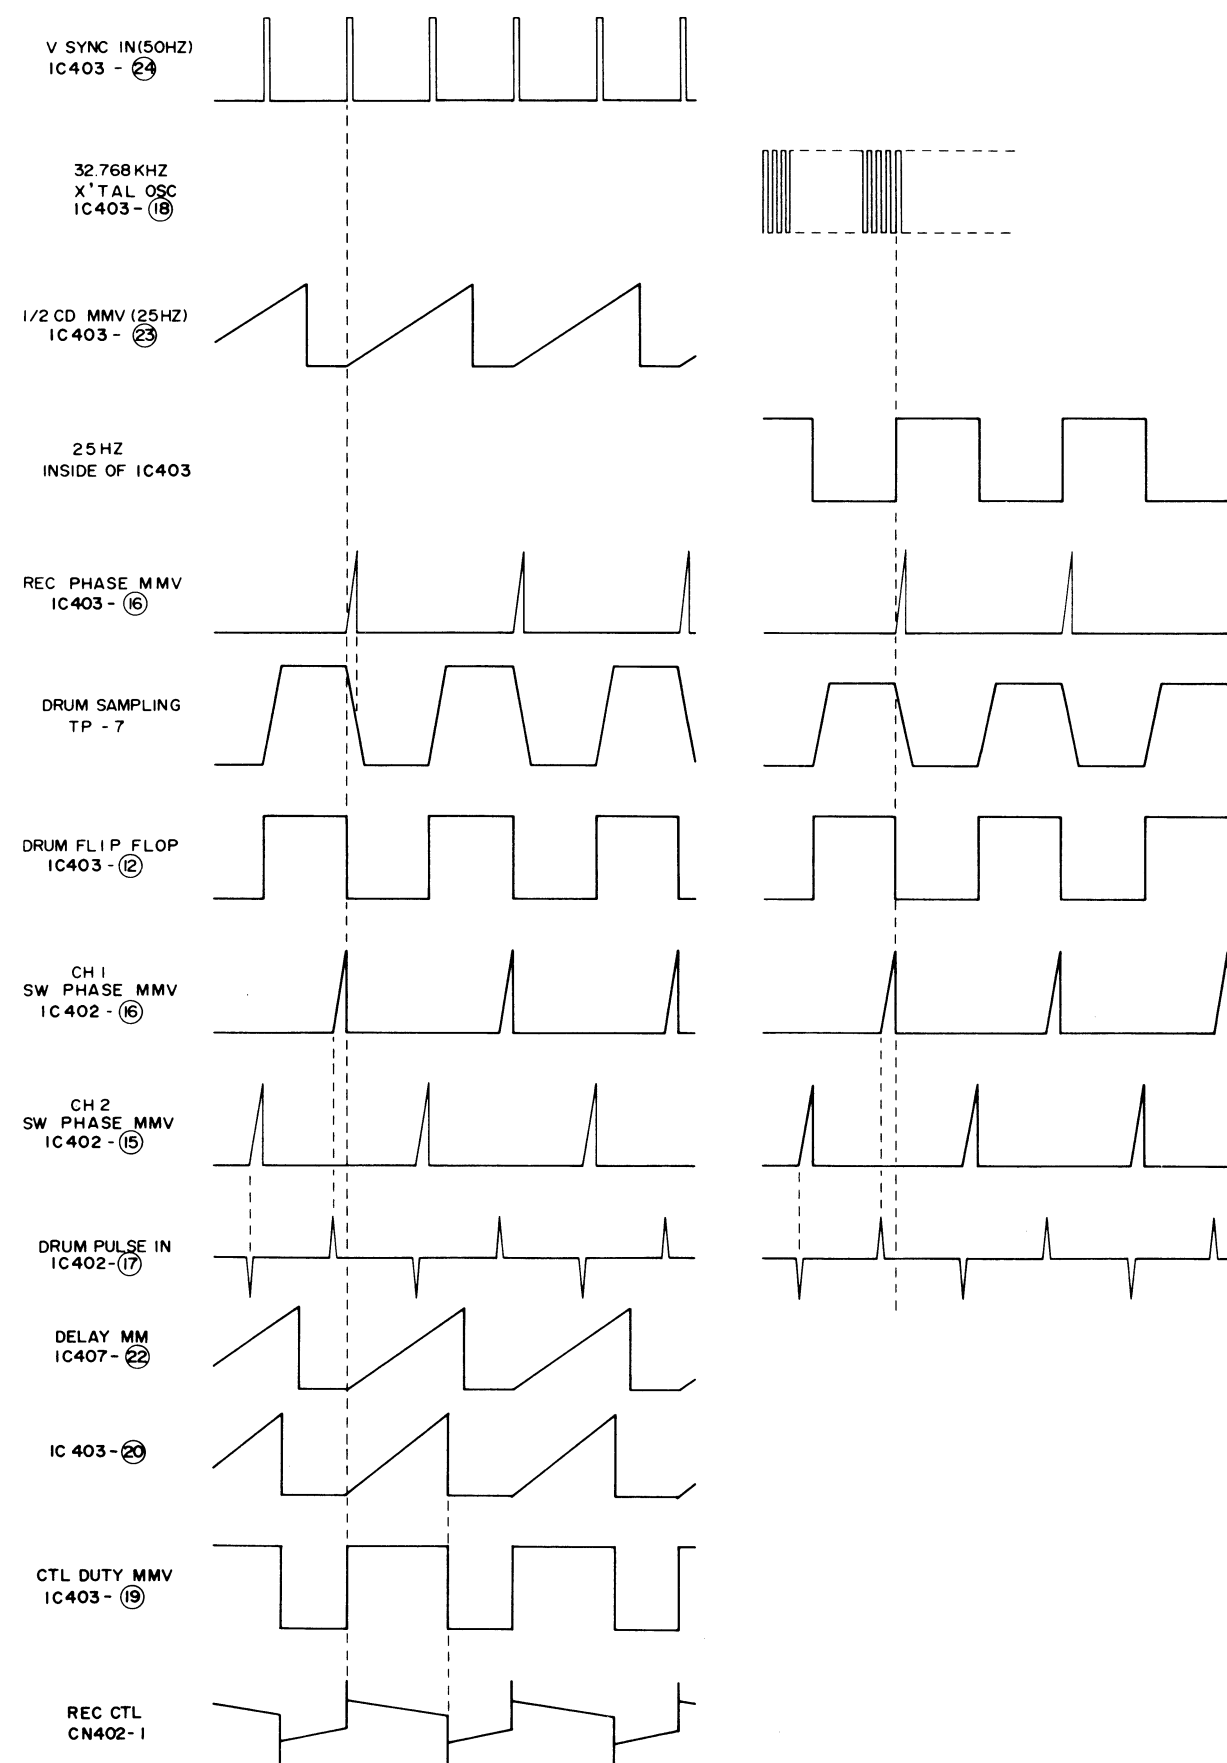 V SYNC IN(50HZ)
IC403 - 24
32.768KHZ
X'TAL OSC
IC403- 18
1/2 CD MMV (25HZ)
IC403 - 23
25HZ
INSIDE OF IC403
REC PHASE MMV
IC403 - 16
DRUM SAMPLING
TP - 7
DRUM FLIP FLOP
IC403 - 12
CH 1
SW PHASE MMV
IC402 - 16
CH 2
SW PHASE MMV
IC402 - 15
DRUM PULSE IN
IC402- 17
DELAY MM
IC407- 22
IC 403- 20
CTL DUTY MMV
IC403- 19
REC CTL
CN402- 1